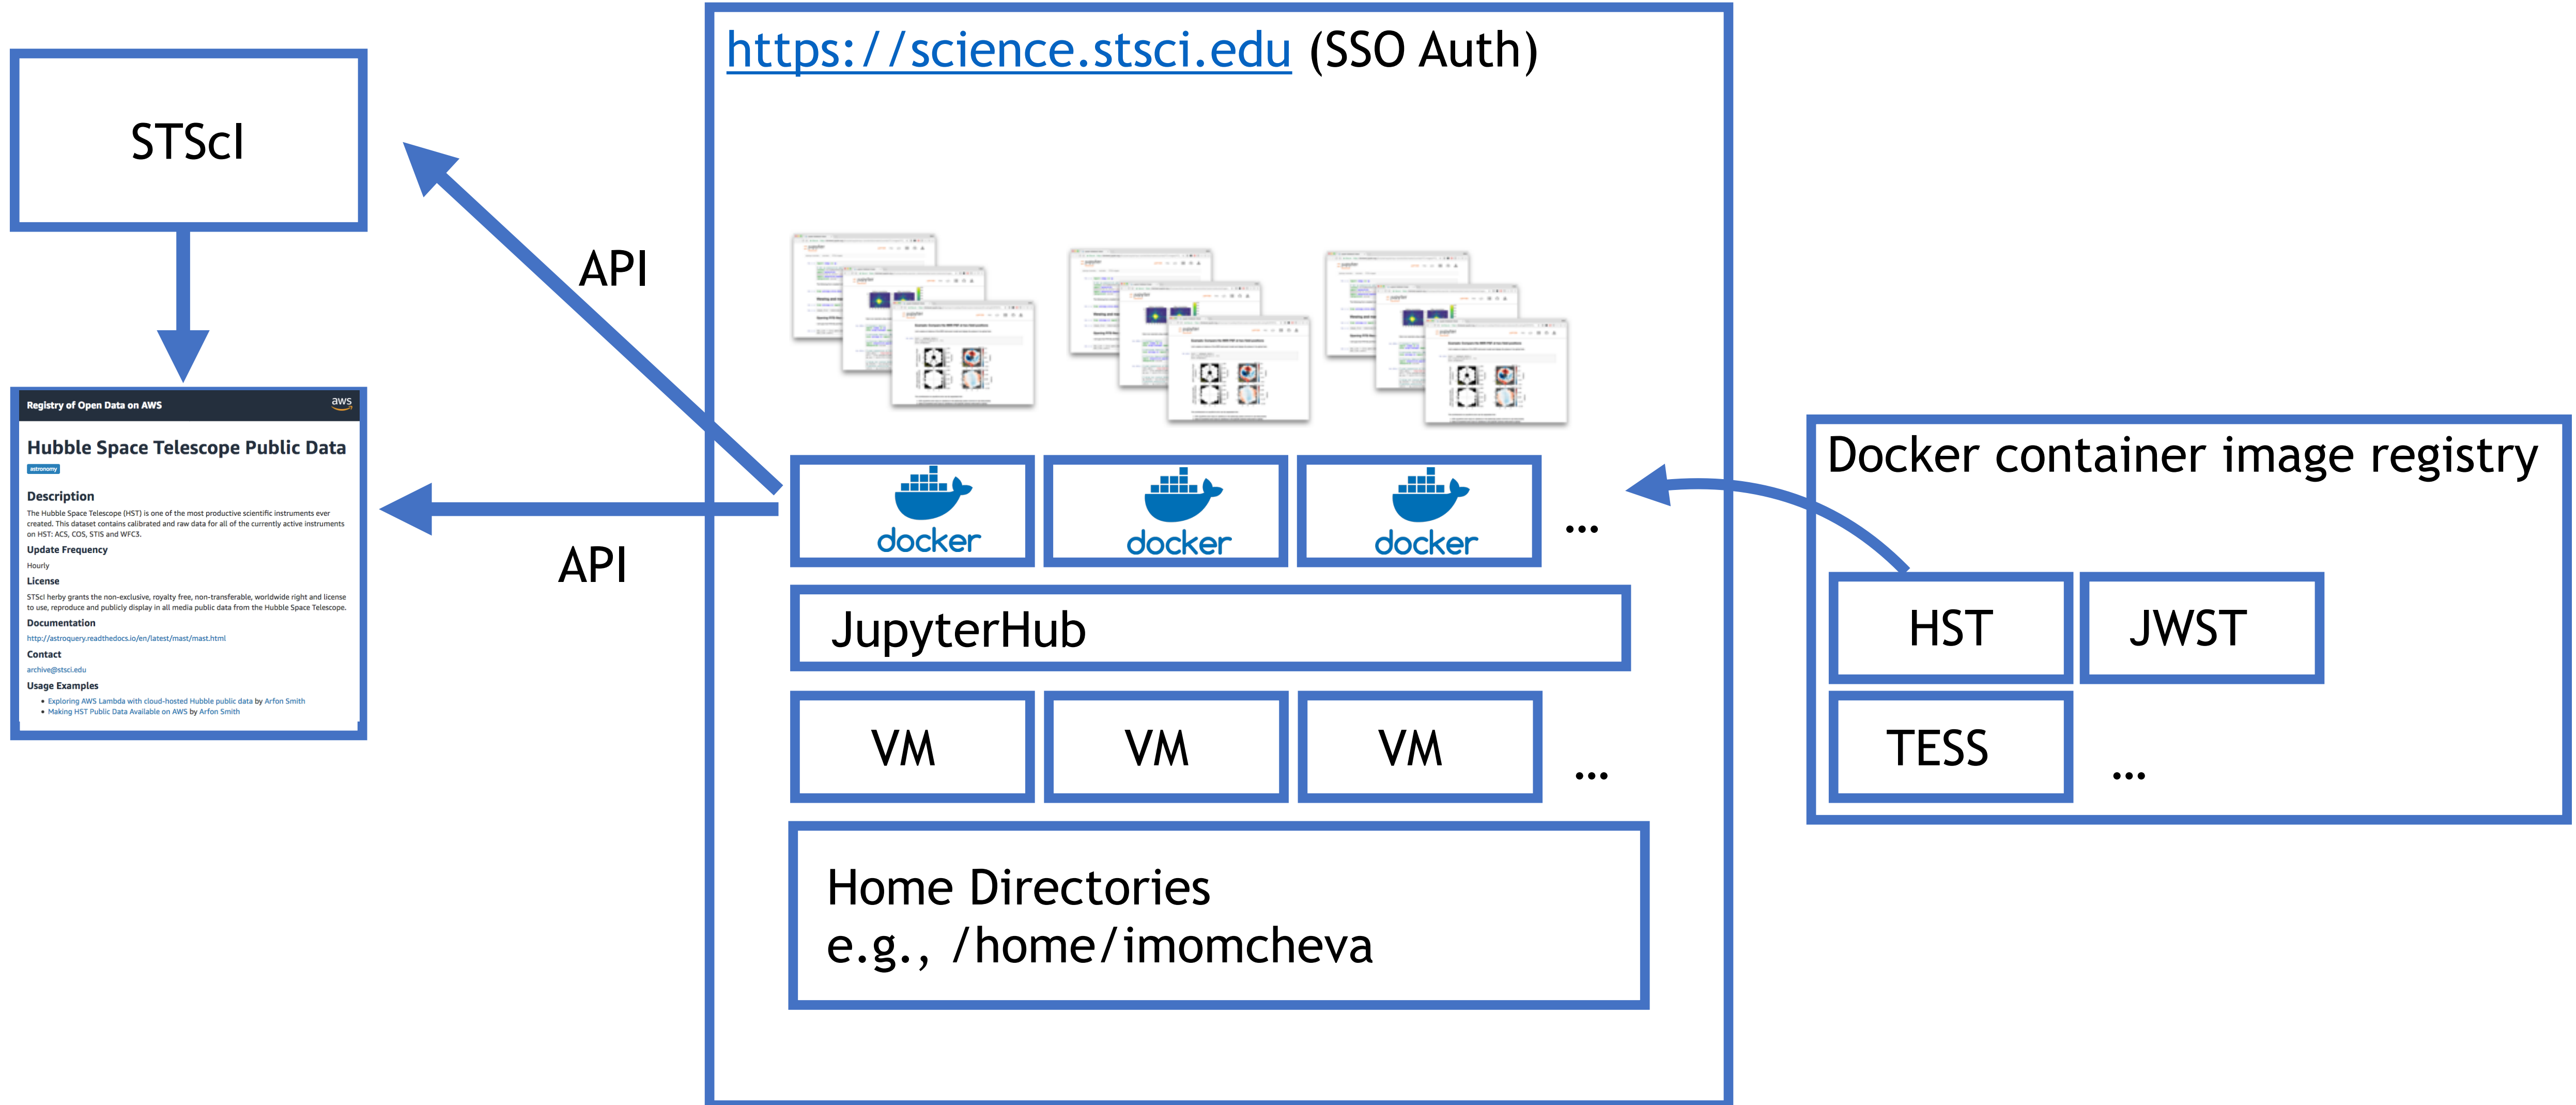 https://science.stsci.edu (SSO Auth)
STScI
API
API
Registry of Open Data on AWS
aws
Hubble Space Telescope Public Data
astronomy
Description
The Hubble Space Telescope (HST) is one of the most productive scientific instruments ever
created. This dataset contains calibrated and raw data for all of the currently active instruments
on HST: ACS, COS, STIS and WFC3.
Update Frequency
Hourly
License
STScI herby grants the non-exclusive, royalty free, non-transferable, worldwide right and license
to use, reproduce and publicly display in all media public data from the Hubble Space Telescope.
Documentation
http://astroquery.readthedocs.io/en/latest/mast/mast.html
Contact
archive@stsci.edu
Usage Examples
• Exploring AWS Lambda with cloud-hosted Hubble public data by Arfon Smith
• Making HST Public Data Available on AWS by Arfon Smith
docker
docker
docker
...
JupyterHub
VM
VM
VM
...
Home Directories
e.g., /home/imomcheva
Docker container image registry
HST
JWST
TESS
...